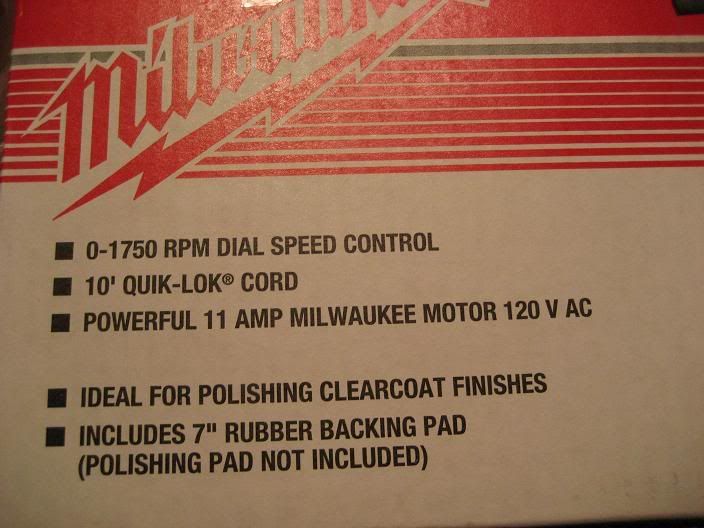 Milwaukee
0-1750 RPM DIAL SPEED CONTROL
10' QUIK-LOK® CORD
POWERFUL 11 AMP MILWAUKEE MOTOR 120 V AC
IDEAL FOR POLISHING CLEARCOAT FINISHES
INCLUDES 7" RUBBER BACKING PAD
(POLISHING PAD NOT INCLUDED)